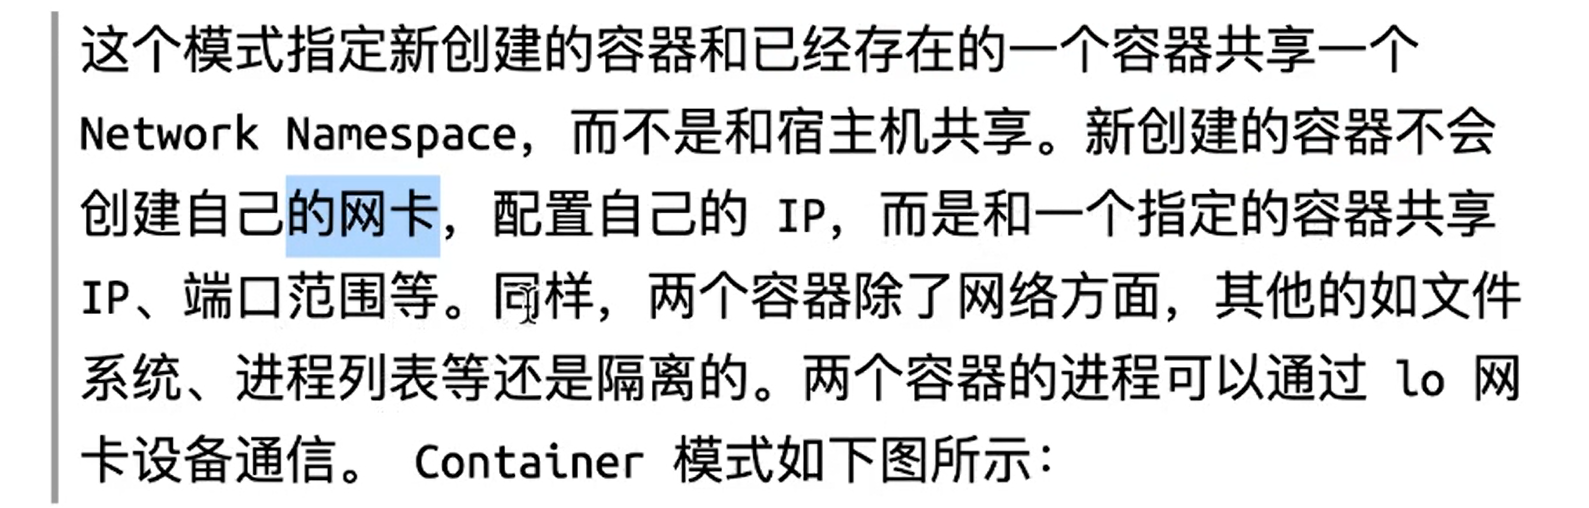 这个模式指定新创建的容器和已经存在的一个容器共享一个
Network Namespace，而不是和宿主机共享。新创建的容器不会
创建自己的网卡，配置自己的 IP，而是和一个指定的容器共享
IP、端口范围等。同样，两个容器除了网络方面，其他的如文件
系统、进程列表等还是隔离的。两个容器的进程可以通过 lo 网
卡设备通信。 Container 模式如下图所示：